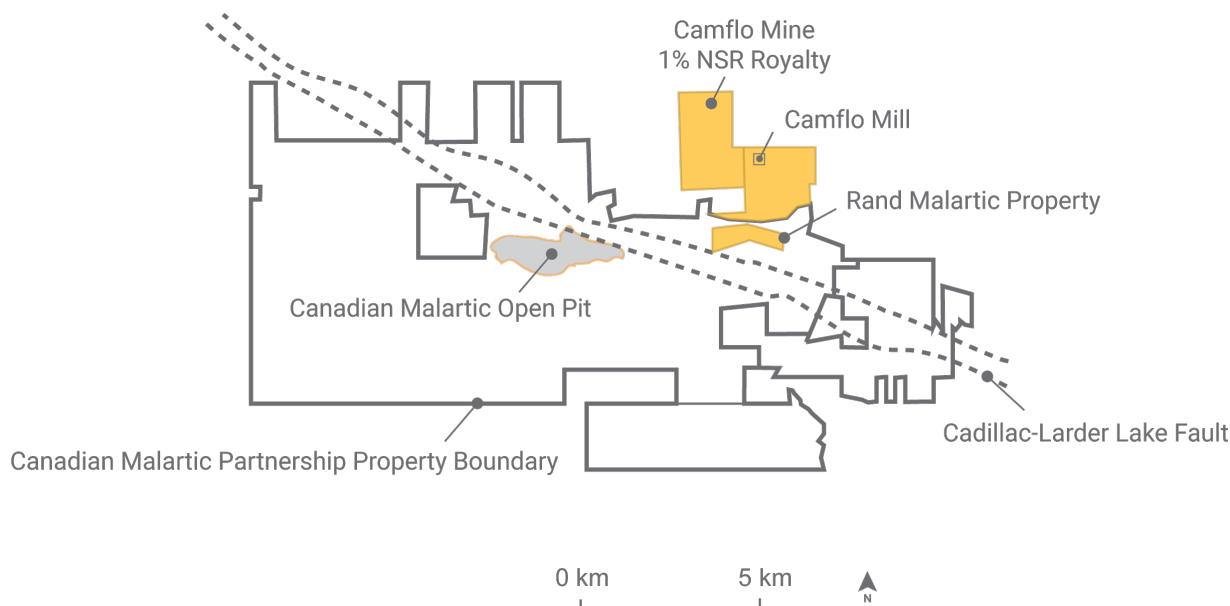 Camflo Mine
1% NSR Royalty
Camflo Mill
Rand Malartic Property
Canadian Malartic Open Pit
Cadillac-Larder Lake Fault
Canadian Malartic Partnership Property Boundary
0 km 5 km
N